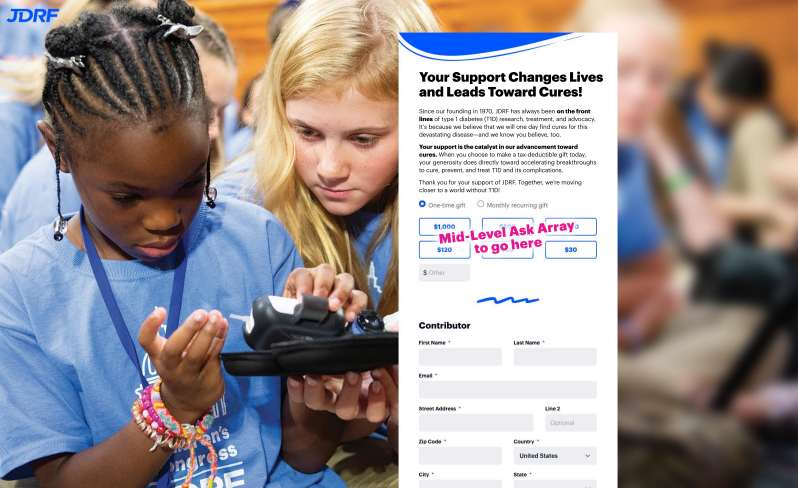 JDRF
Your Support Changes Lives
and Leads Toward Cures!
Since our founding in 1970, JDRF has always been on the front
lines of type 1 diabetes (T1D) research, treatment, and advocacy.
It's because we believe that we will one day find cures for this
devastating disease—and we know you believe, too.
Your support is the catalyst in our advancement toward
cures. When you choose to make a tax-deductible gift today,
your generosity does directly toward accelerating breakthroughs
to cure, prevent, and treat T1D and its complications.
Thank you for your support of JDRF. Together, we're moving
closer to a world without T1D!
One-time gift Monthly recurring gift
$1,000
Mid-Level Ask Array
to go here
$120 $30
$ Other
Contributor
First Name * Last Name *
Email *
Street Address * Line 2
Optional
Zip Code * Country *
United States
City * State *